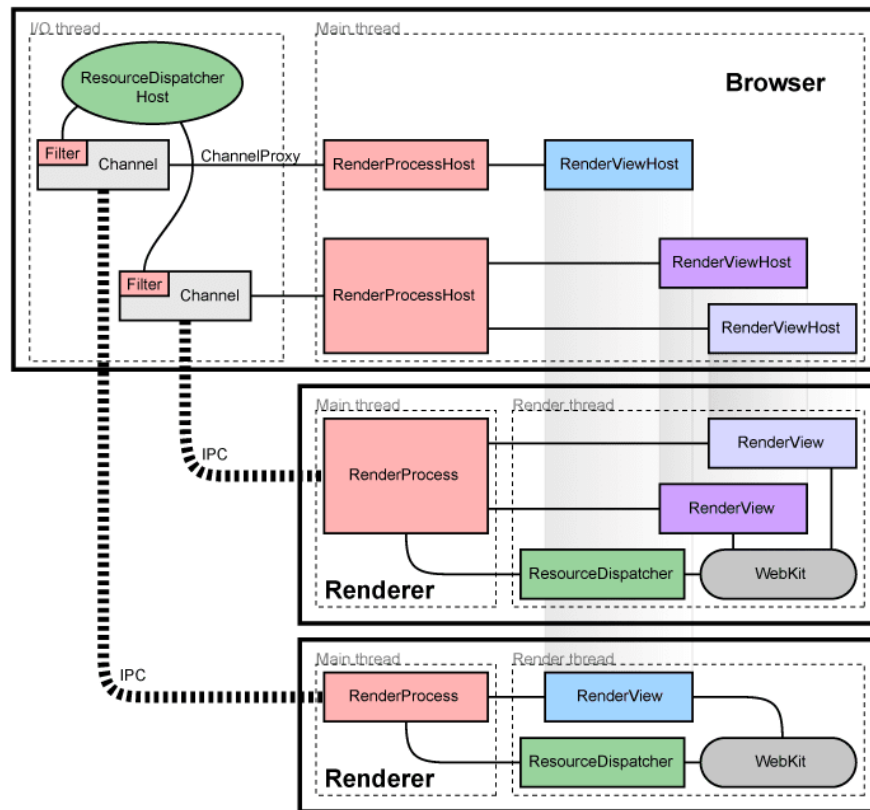 I/O thread
Main thread
ResourceDispatcher
Host
Browser
Filter
Channel
ChannelProxy
RenderProcessHost
RenderViewHost
RenderViewHost
Filter
Channel
RenderProcessHost
RenderViewHost
Main thread
Render thread
RenderView
IPC
RenderProcess
RenderView
ResourceDispatcher
WebKit
Renderer
Main thread
Render thread
IPC
RenderProcess
RenderView
ResourceDispatcher
WebKit
Renderer